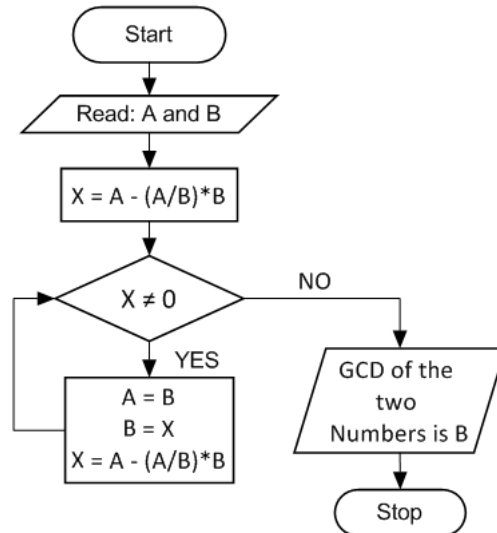 Start
Read: A and B
X = A - (A/B)*B
X ≠ 0
NO
YES
A = B
B = X
X = A - (A/B)*B
GCD of the
two
Numbers is B
Stop